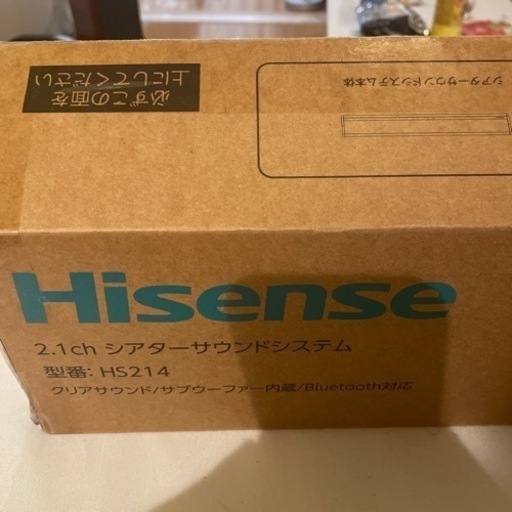 必ずこの面を
上にしてください
シアターサウンドシステム本体
Hisense
2.1ch シアターサウンドシステム
型番: HS214
クリアサウンド/サブウーファー内蔵/Bluetooth対応